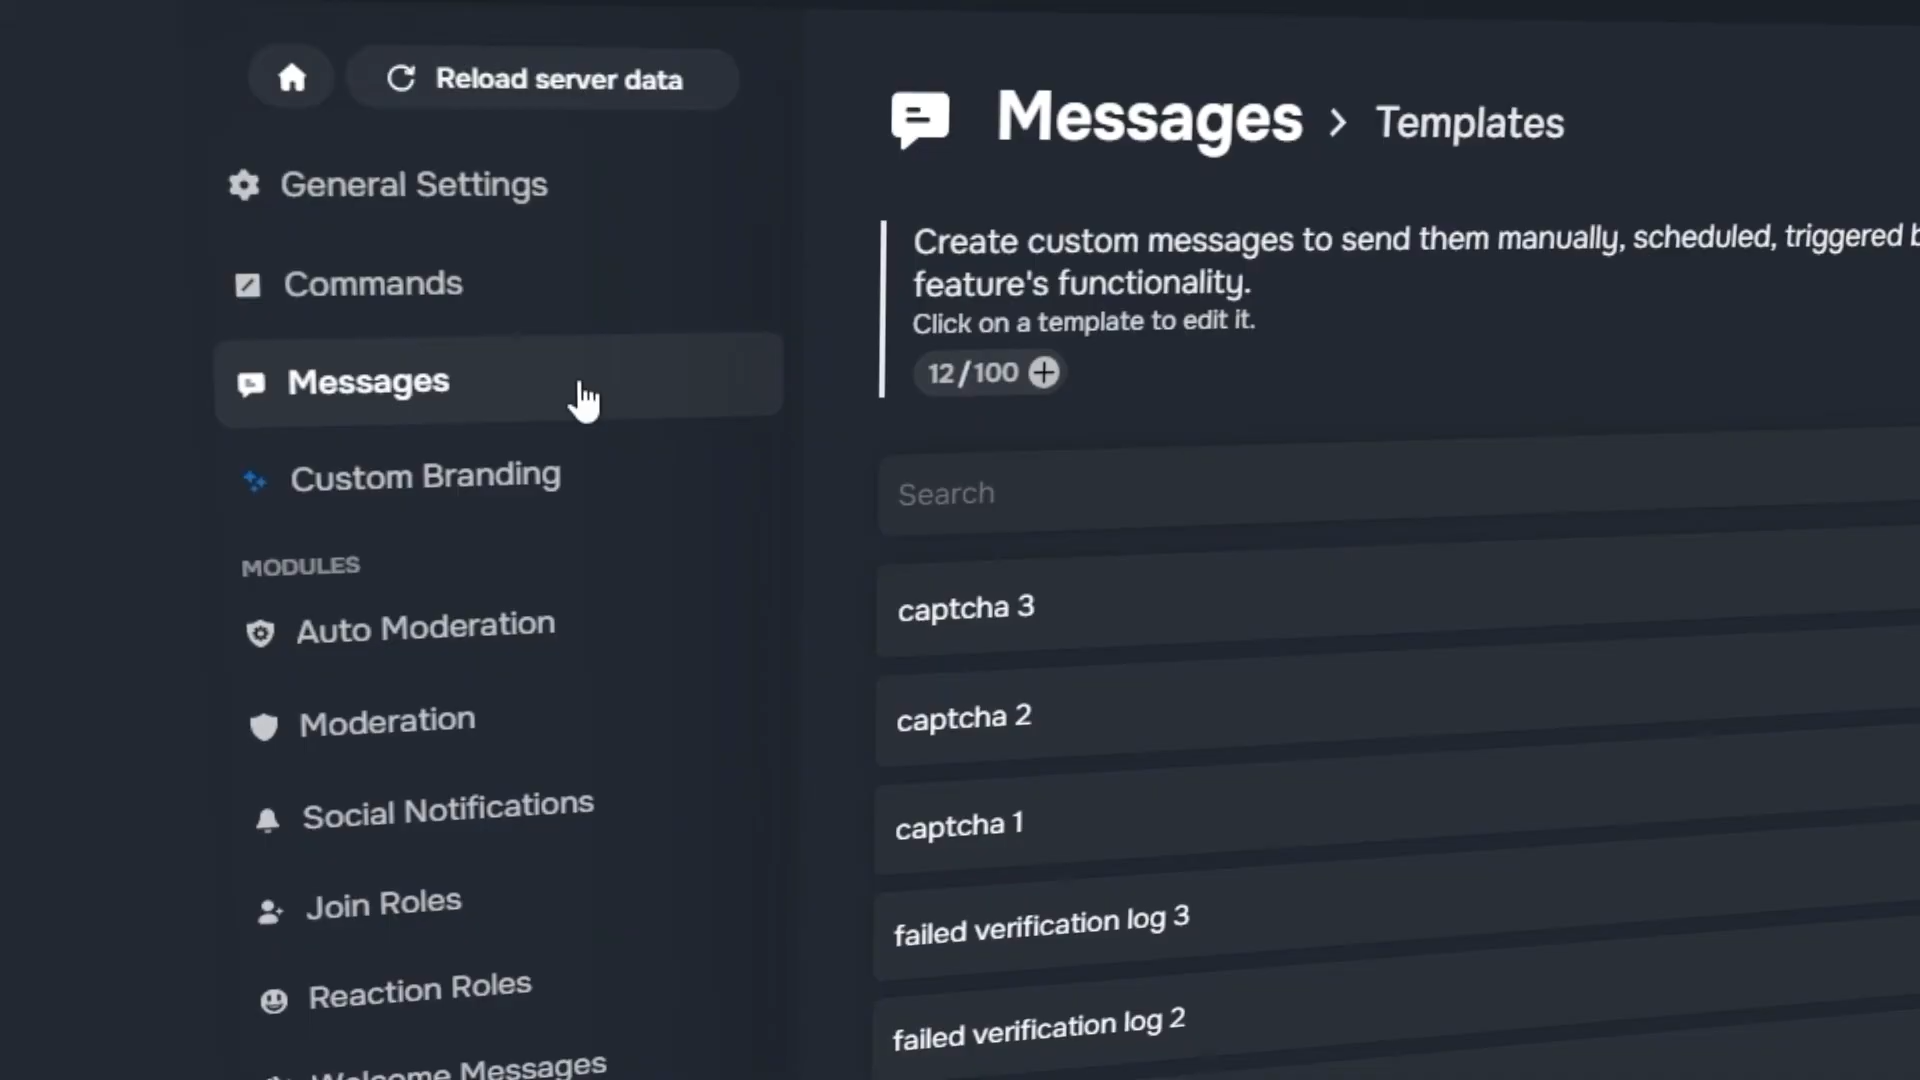 Reload server data
General Settings
Commands
Messages
Custom Branding
MODULES
Auto Moderation
Moderation
Social Notifications
Join Roles
Reaction Roles
Welcome Messages
Messages > Templates
Create custom messages to send them manually, scheduled, triggered
feature's functionality.
Click on a template to edit it.
12/100
Search
captcha 3
captcha 2
captcha 1
failed verification log 3
failed verification log 2